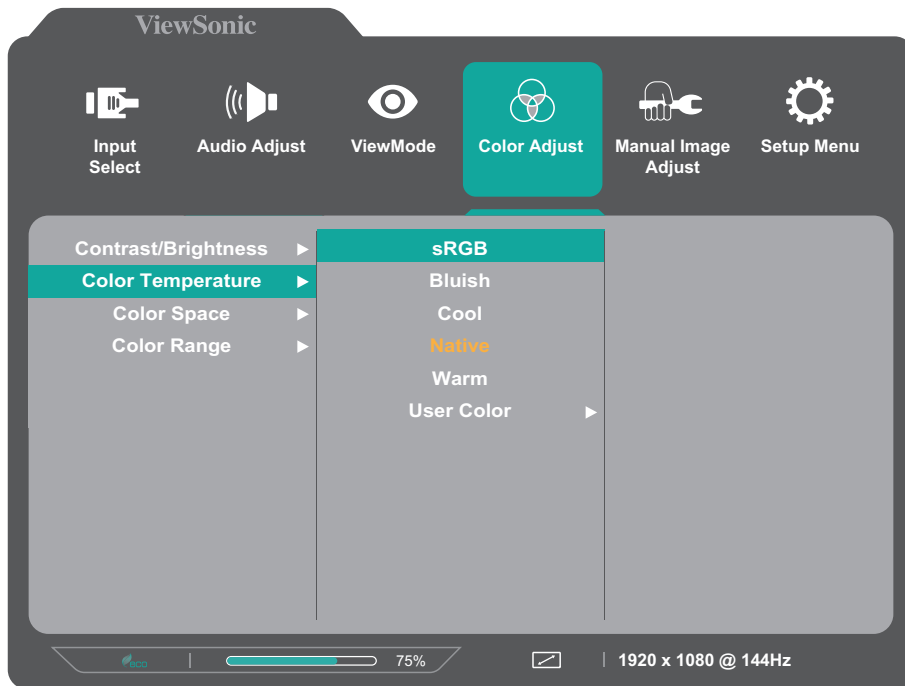 ViewSonic
Input
Select
Audio Adjust
ViewMode
Color Adjust
Manual Image
Adjust
Setup Menu
Contrast/Brightness
Color Temperature
Color Space
Color Range
sRGB
Bluish
Cool
Native
Warm
User Color
eco
75%
1920 x 1080 @ 144Hz